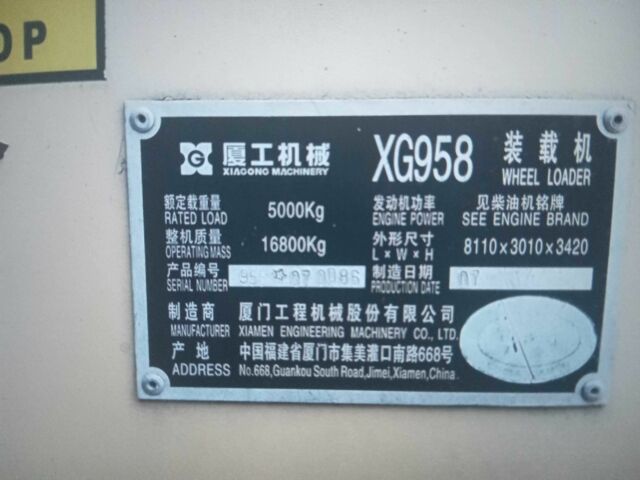 OP
厦工机械
XIAGONG MACHINERY
XG958
装载机
WHEEL LOADER
额定载重量
RATED LOAD
5000Kg
发动机功率
ENGINE POWER
见柴油机铭牌
SEE ENGINE BRAND
整机质量
OPERATING MASS
16800Kg
外形尺寸
L×W×H
8110×3010×3420
产品编号
SERIAL NUMBER
制造日期
PRODUCTION DATE
07
制造商
MANUFACTURER
厦门工程机械股份有限公司
XIAMEN ENGINEERING MACHINERY CO., LTD.
产地
ADDRESS
中国福建省厦门市集美灌口南路668号
No.668,Guankou South Road,Jimei,Xiamen,China.